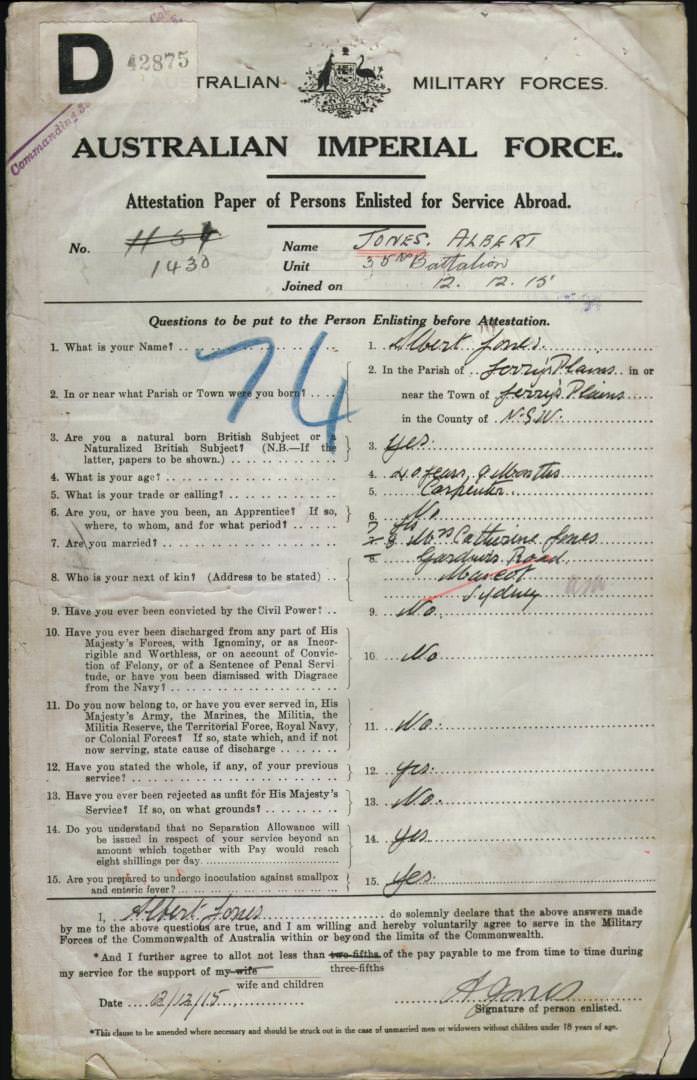 D 42875
TRALIAN MILITARY FORCES.
Commanding
AUSTRALIAN IMPERIAL FORCE.
Attestation Paper of Persons Enlisted for Service Abroad.
No. 1430
Name JONES. ALBERT
Unit 35th Battalion
Joined on 12. 12. 15
Questions to be put to the Person Enlisting before Attestation.
74
1. What is your Name? 1. Albert Jones.
2. In or near what Parish or Town were you born? 2. In the Parish of Jerry's Plains in or
near the Town of Jerry's Plains
in the County of N.S.W.
3. Are you a natural born British Subject or a
Naturalized British Subject? (N.B.—If the
latter, papers to be shown.) 3. Yes.
4. What is your age? 4. years 9 Months
5. What is your trade or calling? 5. Carpenter.
6. Are you, or have you been, an Apprentice? If so,
where, to whom, and for what period? 6. No
7. Are you married? 7 Yes
8. Who is your next of kin? (Address to be stated) 8 Mrs Catherine Jones
8. Gardners Road
Mascot
Sydney
9. Have you ever been convicted by the Civil Power? 9. No.
10. Have you ever been discharged from any part of His
Majesty's Forces, with Ignominy, or as Incor-
rigible and Worthless, or on account of Convic-
tion of Felony, or of a Sentence of Penal Servi-
tude, or have you been dismissed with Disgrace
from the Navy? 10. No
11. Do you now belong to, or have you ever served in, His
Majesty's Army, the Marines, the Militia, the
Militia Reserve, the Territorial Force, Royal Navy,
or Colonial Forces? If so, state which, and if not
now serving, state cause of discharge 11. No.
12. Have you stated the whole, if any, of your previous
service? 12. Yes.
13. Have you ever been rejected as unfit for His Majesty's
Service? If so, on what grounds? 13. No.
14. Do you understand that no Separation Allowance will
be issued in respect of your service beyond an
amount which together with Pay would reach
eight shillings per day. 14. Yes
15. Are you prepared to undergo inoculation against smallpox
and enteric fever? 15. Yes.
I, Albert Jones do solemnly declare that the above answers made
by me to the above questions are true, and I am willing and hereby voluntarily agree to serve in the Military
Forces of the Commonwealth of Australia within or beyond the limits of the Commonwealth.
*And I further agree to allot not less than two-fifths of the pay payable to me from time to time during
three-fifths
my service for the support of my wife
wife and children
Date 12/12/15 A Jones
Signature of person enlisted.
*This clause to be amended where necessary and should be struck out in the case of unmarried men or widowers without children under 18 years of age.